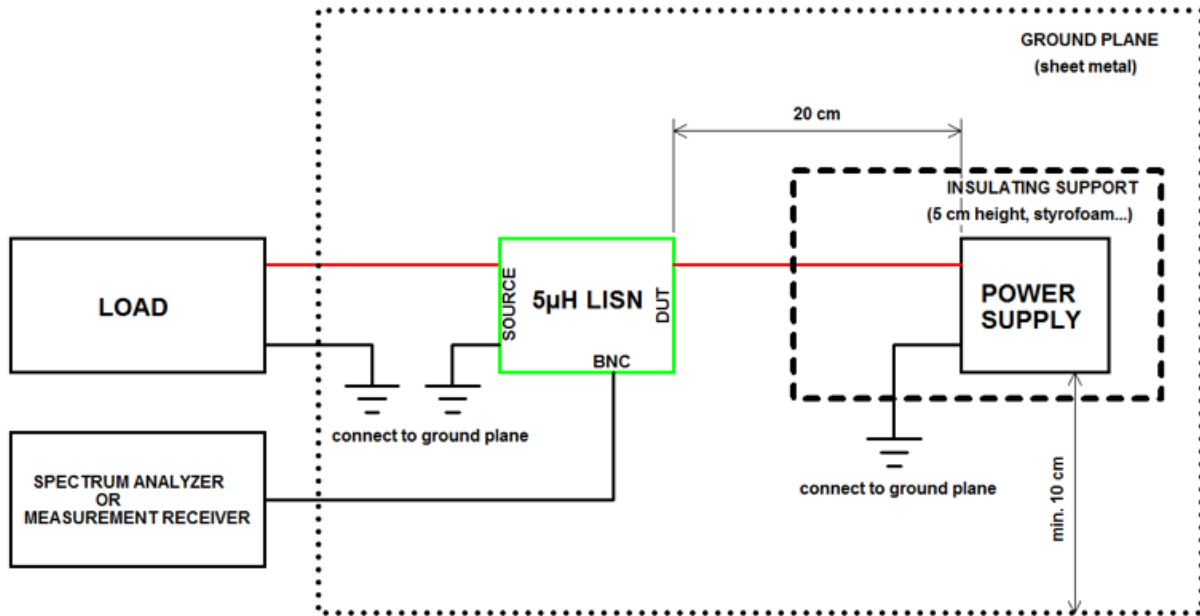 GROUND PLANE
(sheet metal)
20 cm
INSULATING SUPPORT
(5 cm height, styrofoam...)
LOAD
SOURCE
5µH LISN
DUT
BNC
POWER
SUPPLY
connect to ground plane
connect to ground plane
min. 10 cm
SPECTRUM ANALYZER
OR
MEASUREMENT RECEIVER